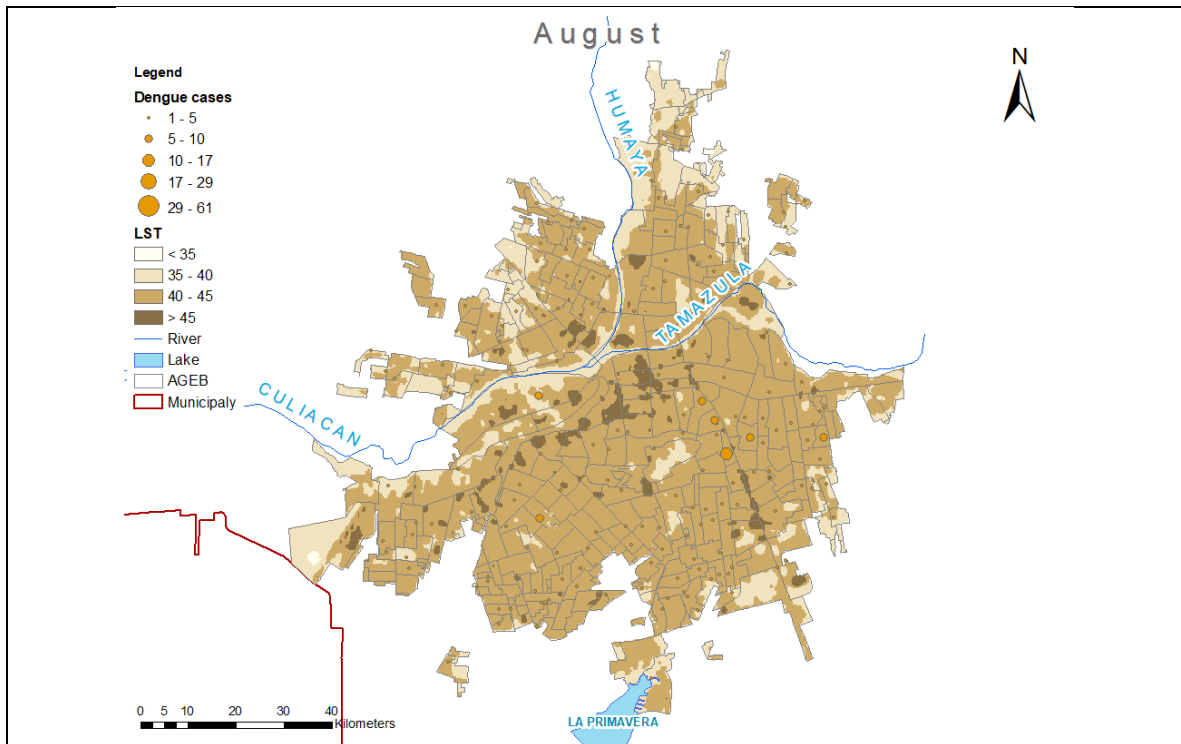 August
Legend
Dengue cases
1 - 5
5 - 10
10 - 17
17 - 29
29 - 61
LST
< 35
35 - 40
40 - 45
> 45
River
Lake
AGEB
Municipaly
N
HUMAYA
TAMAZULA
CULIACAN
LA PRIMAVERA
0 5 10 20 30 40
Kilometers